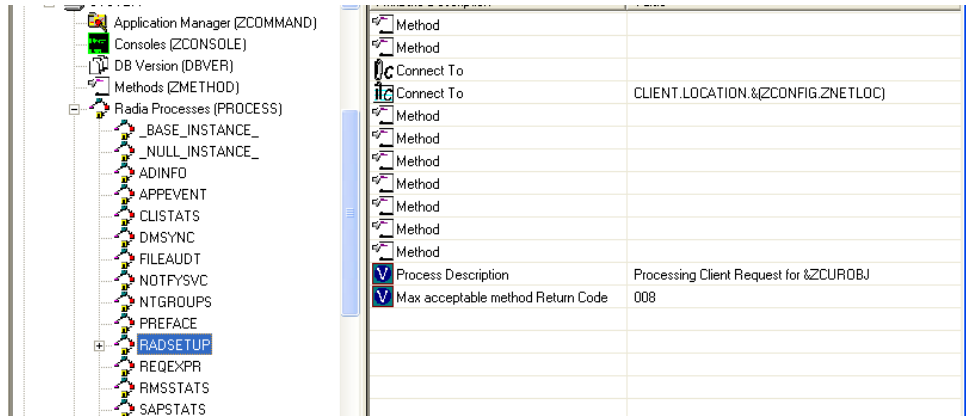 Application Manager (ZCOMMAND)
Consoles (ZCONSOLE)
DB Version (DBVER)
Methods (ZMETHOD)
Radia Processes (PROCESS)
_BASE_INSTANCE_
_NULL_INSTANCE_
ADINFO
APPEVENT
CLISTATS
DMSYNC
FILEAUDT
NOTFYSVC
NTGROUPS
PREFACE
RADSETUP
REQEXPR
RMSSTATS
SAPSTATS
Method
Method
Connect To
Connect To CLIENT.LOCATION.&(ZCONFIG.ZNETLOC)
Method
Method
Method
Method
Method
Method
Method
Process Description Processing Client Request for &ZCUROBJ
Max acceptable method Return Code 008